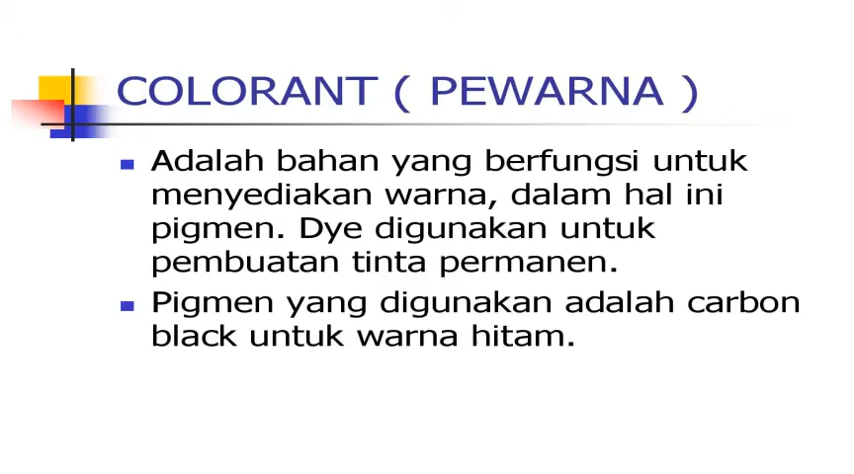 COLORANT ( PEWARNA )
Adalah bahan yang berfungsi untuk
menyediakan warna, dalam hal ini
pigmen. Dye digunakan untuk
pembuatan tinta permanen.
Pigmen yang digunakan adalah carbon
black untuk warna hitam.